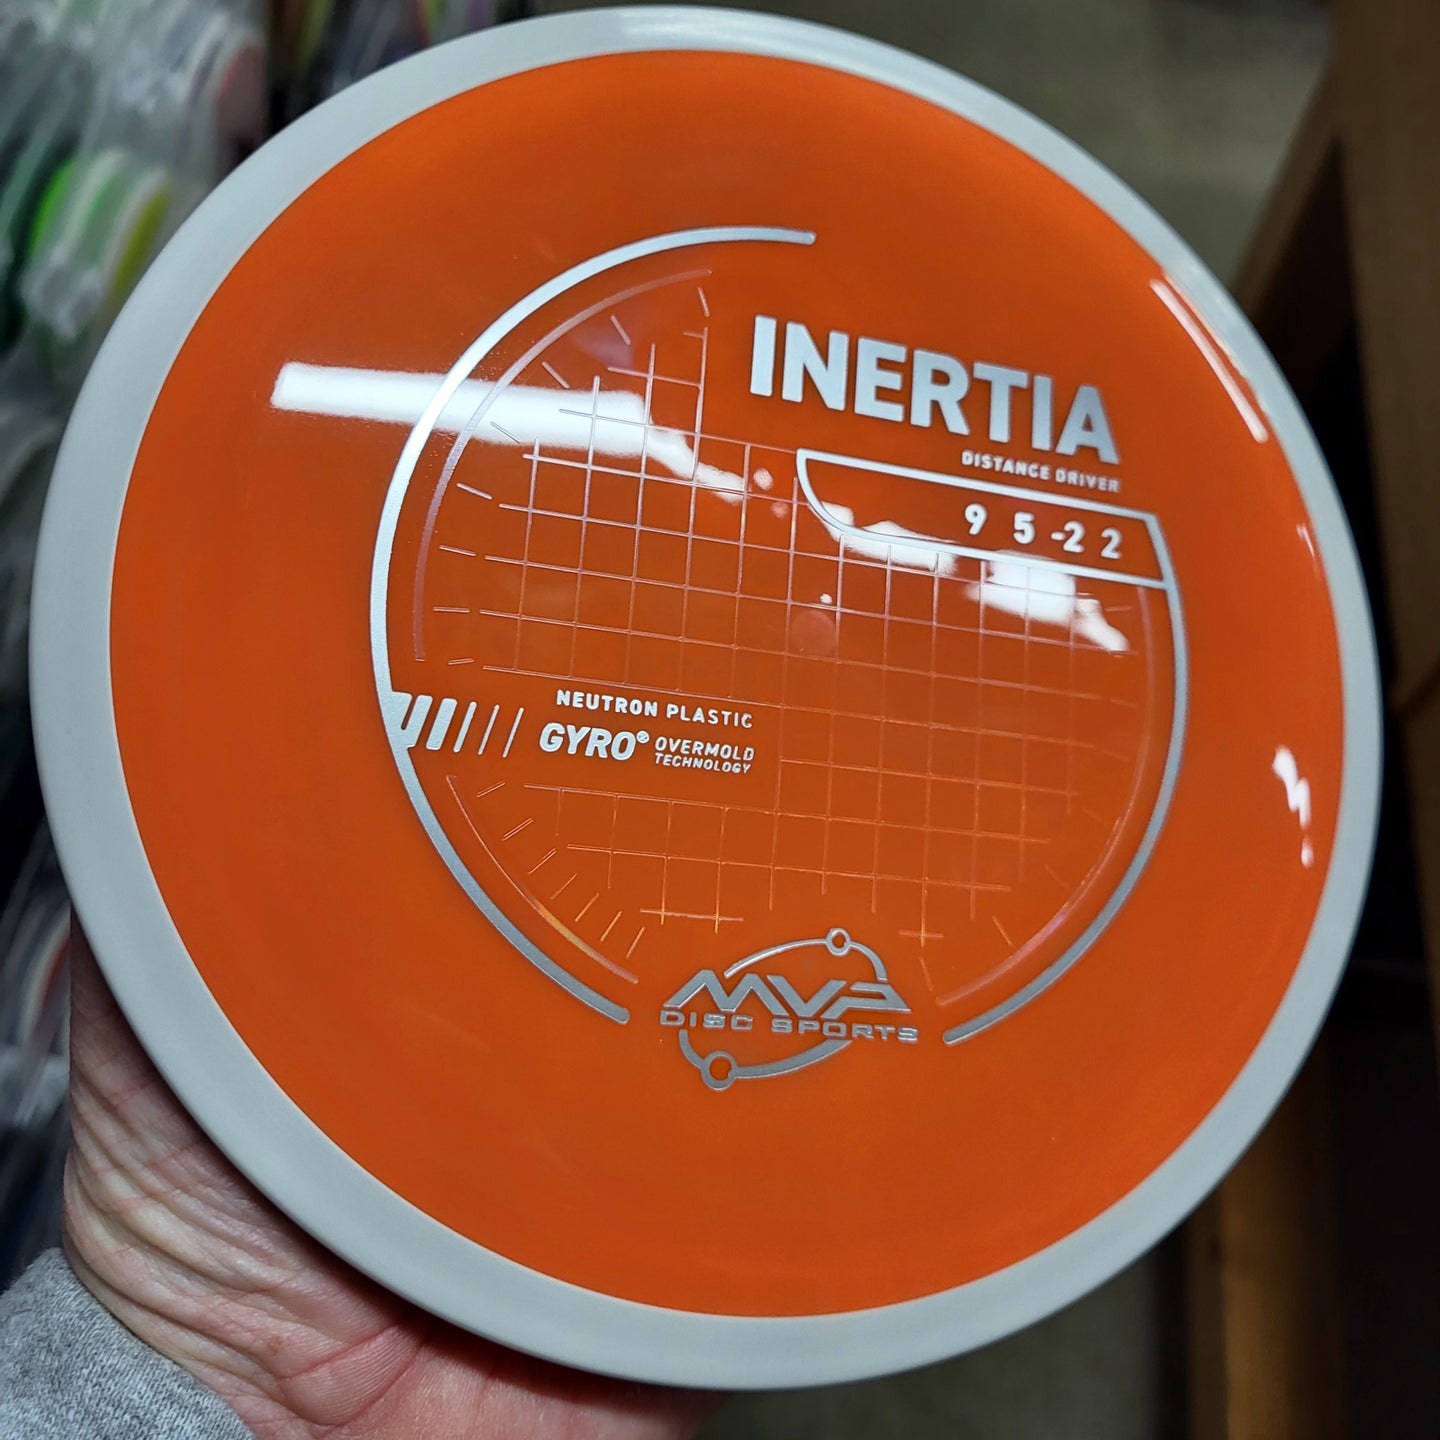 INERTIA
DISTANCE DRIVER
9 5 -2 2
NEUTRON PLASTIC
GYRO® OVERMOLD
TECHNOLOGY
MVP
DISC SPORTS